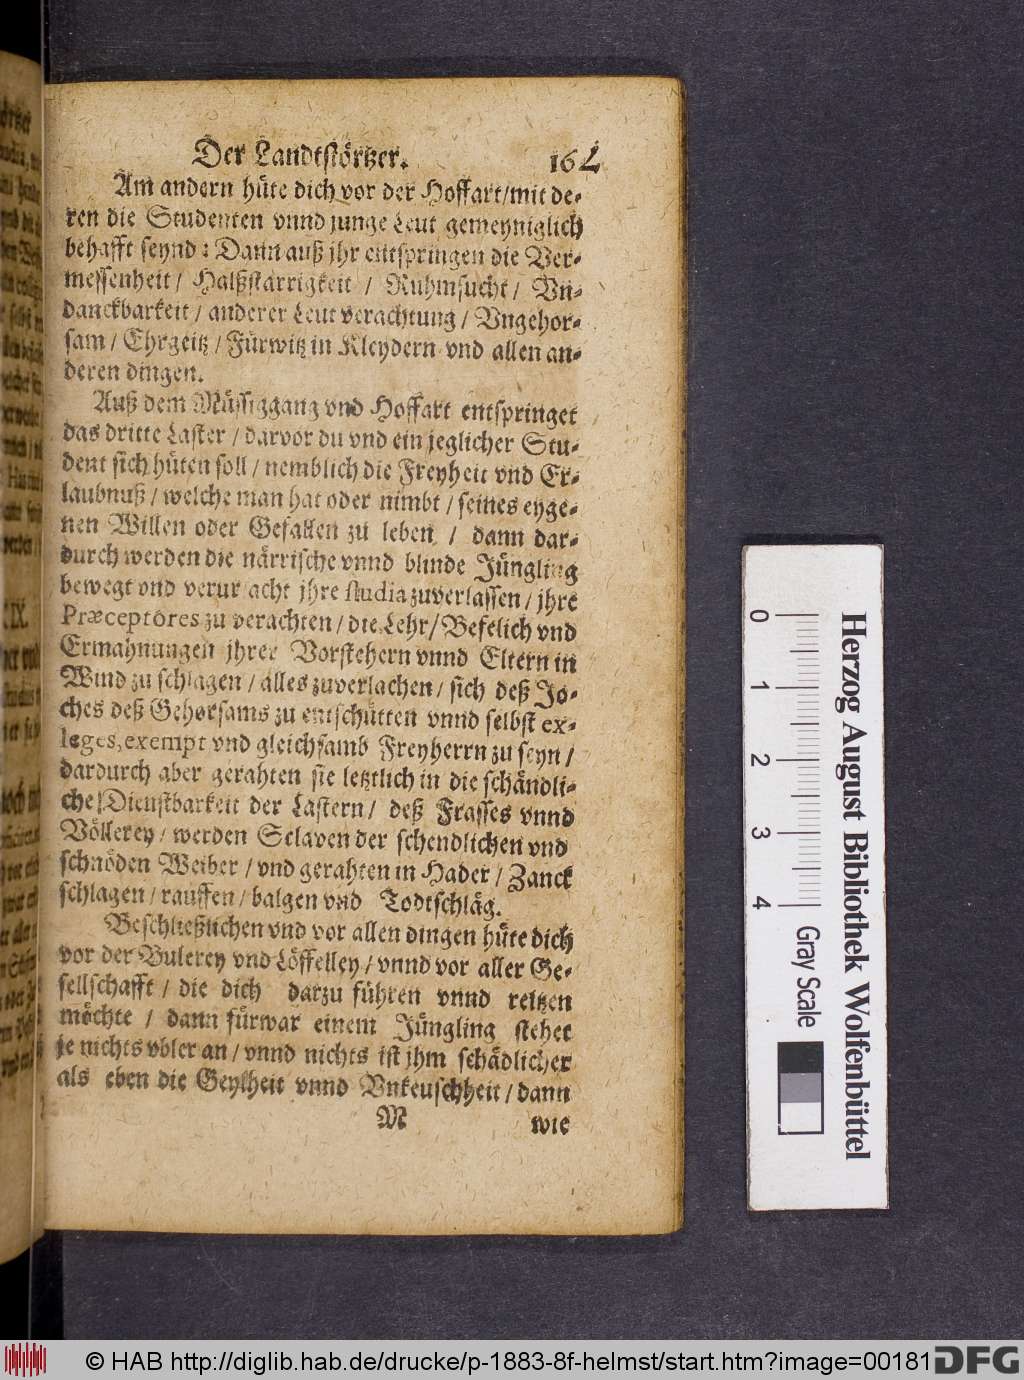 Der Landtstörtzer. 161
Am andern hüte dich vor der Hoffart/mit de-
ren die Studenten vnnd junge Leut gemeyniglich
behafft seynd: Dann auß jhr entspringen die Ver-
messenheit/ Halßstarrigkeit / Ruhmsucht/ Vn-
danckbarkeit/ anderer Leut verachtung/ Vngehor-
sam/ Ehrgeitz/ Fürwitz in Kleydern vnd allen an-
deren dingen.
Auß dem Müssiggang vnd Hoffart entspringet
das dritte Laster/ darvor du vnd ein jeglicher Stu-
dent sich hüten soll/ nemblich die Freyheit vnd Er-
laubnuß/ welche man hat oder nimbt/ seines eyge-
nen Willen oder Gefallen zu leben / dann dar-
durch werden die närrische vnnd blinde Jüngling
bewegt vnd verur acht jhre studia zuverlassen/ jhre
Præceptores zu verachten/ die Lehr/ Befelich vnd
Ermahnungen jhrer Vorstehern vnnd Eltern in
Wind zu schlagen/ alles zuverlachen/ sich deß Jo-
ches deß Gehorsams zu entschütten vnnd selbst ex-
leges, exempt vnd gleichsamb Freyherrn zu seyn/
dardurch aber gerahten sie letztlich in die schändli-
che Dienstbarkeit der Lastern/ deß Frasses vnnd
Völlerey/ werden Sclaven der schendlichen vnd
schnöden Weiber/ vnd gerahten in Hader/ Zanck
schlagen/ rauffen/ balgen vnd Todtschläg.
Beschließlichen vnd vor allen dingen hüte dich
vor der Bulerey vnd Löffelley/ vnnd vor aller Ge-
sellschafft/ die dich darzu führen vnnd reitzen
möchte/ dann fürwar einem Jüngling stehet
je nichts vbler an/ vnnd nichts ist jhm schädlicher
als eben die Geylheit vnnd Vnkeuschheit/ dann
M wie
0 1 2 3 4
Gray Scale
Herzog August Bibliothek Wolfenbüttel
© HAB http://diglib.hab.de/drucke/p-1883-8f-helmst/start.htm?image=00181
DFG